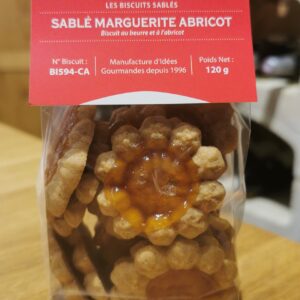 LES BISCUITS SABLÉS
SABLÉ MARGUERITE ABRICOT
Biscuit au beurre et à l'abricot
N° Biscuit :
BIS94-CA
Manufacture d'Idées
Gourmandes depuis 1996
Poids Net :
120 g